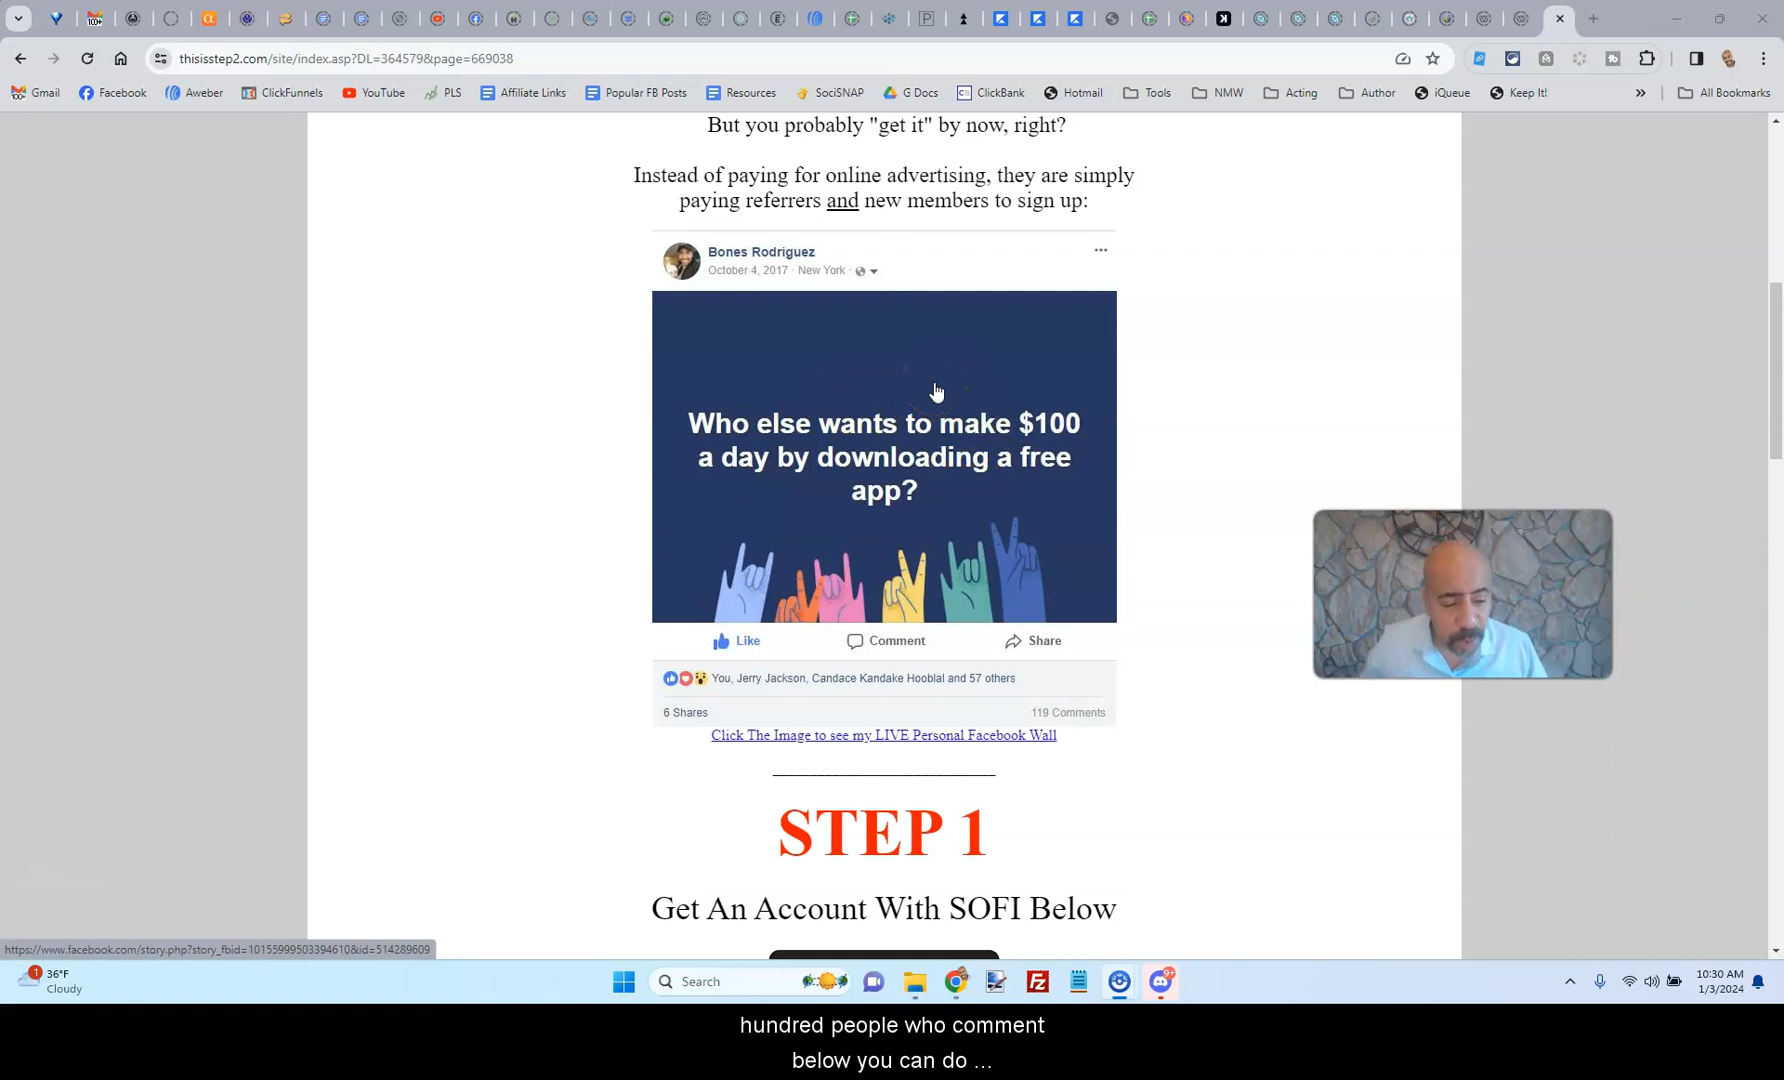 thisisstep2.com/site/index.asp?DL=364579&page=669038
Gmail
Facebook
Aweber
ClickFunnels
YouTube
PLS
Affiliate Links
Popular FB Posts
Resources
SociSNAP
G Docs
ClickBank
Hotmail
Tools
NMW
Acting
Author
iQueue
Keep It!
»
All Bookmarks
But you probably "get it" by now, right?
Instead of paying for online advertising, they are simply
paying referrers and new members to sign up:
Bones Rodriguez
October 4, 2017 · New York ·
Who else wants to make $100
a day by downloading a free
app?
Like
Comment
Share
You, Jerry Jackson, Candace Kandake Hooblal and 57 others
6 Shares
119 Comments
Click The Image to see my LIVE Personal Facebook Wall
STEP 1
Get An Account With SOFI Below
https://www.facebook.com/story.php?story_fbid=10155999503394610&id=514289609
1
36°F
Cloudy
Search
9+
10:30 AM
1/3/2024
hundred people who comment
below you can do ...